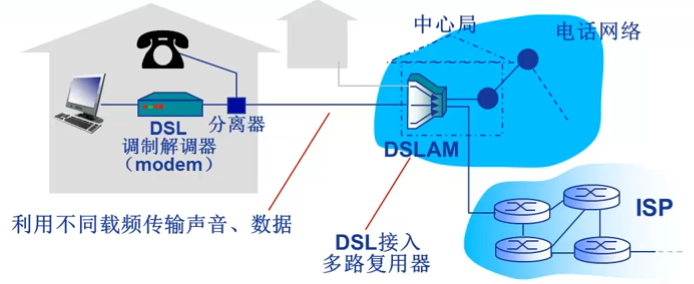 中心局
电话网络
DSL
调制解调器
（modem）
分离器
DSLAM
利用不同载频传输声音、数据
DSL接入
多路复用器
ISP